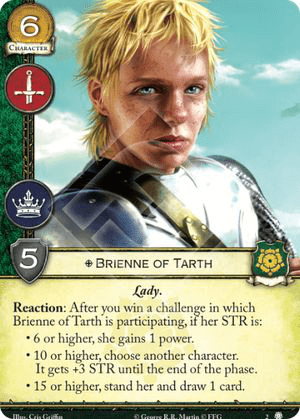 6
CHARACTER
5
BRIENNE OF TARTH
Lady.
Reaction: After you win a challenge in which
Brienne of Tarth is participating, if her STR is:
• 6 or higher, she gains 1 power.
• 10 or higher, choose another character.
It gets +3 STR until the end of the phase.
• 15 or higher, stand her and draw 1 card.
Illus. Cris Griffin © George R.R. Martin © FFG 2